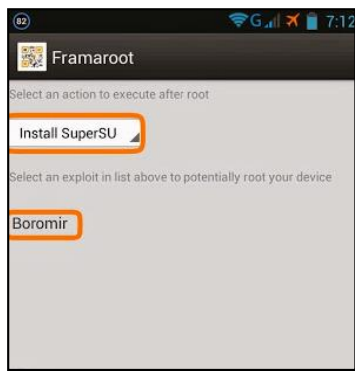 82 G 7:12
Framaroot
Select an action to execute after root
Install SuperSU
Select an exploit in list above to potentially root your device
Boromir